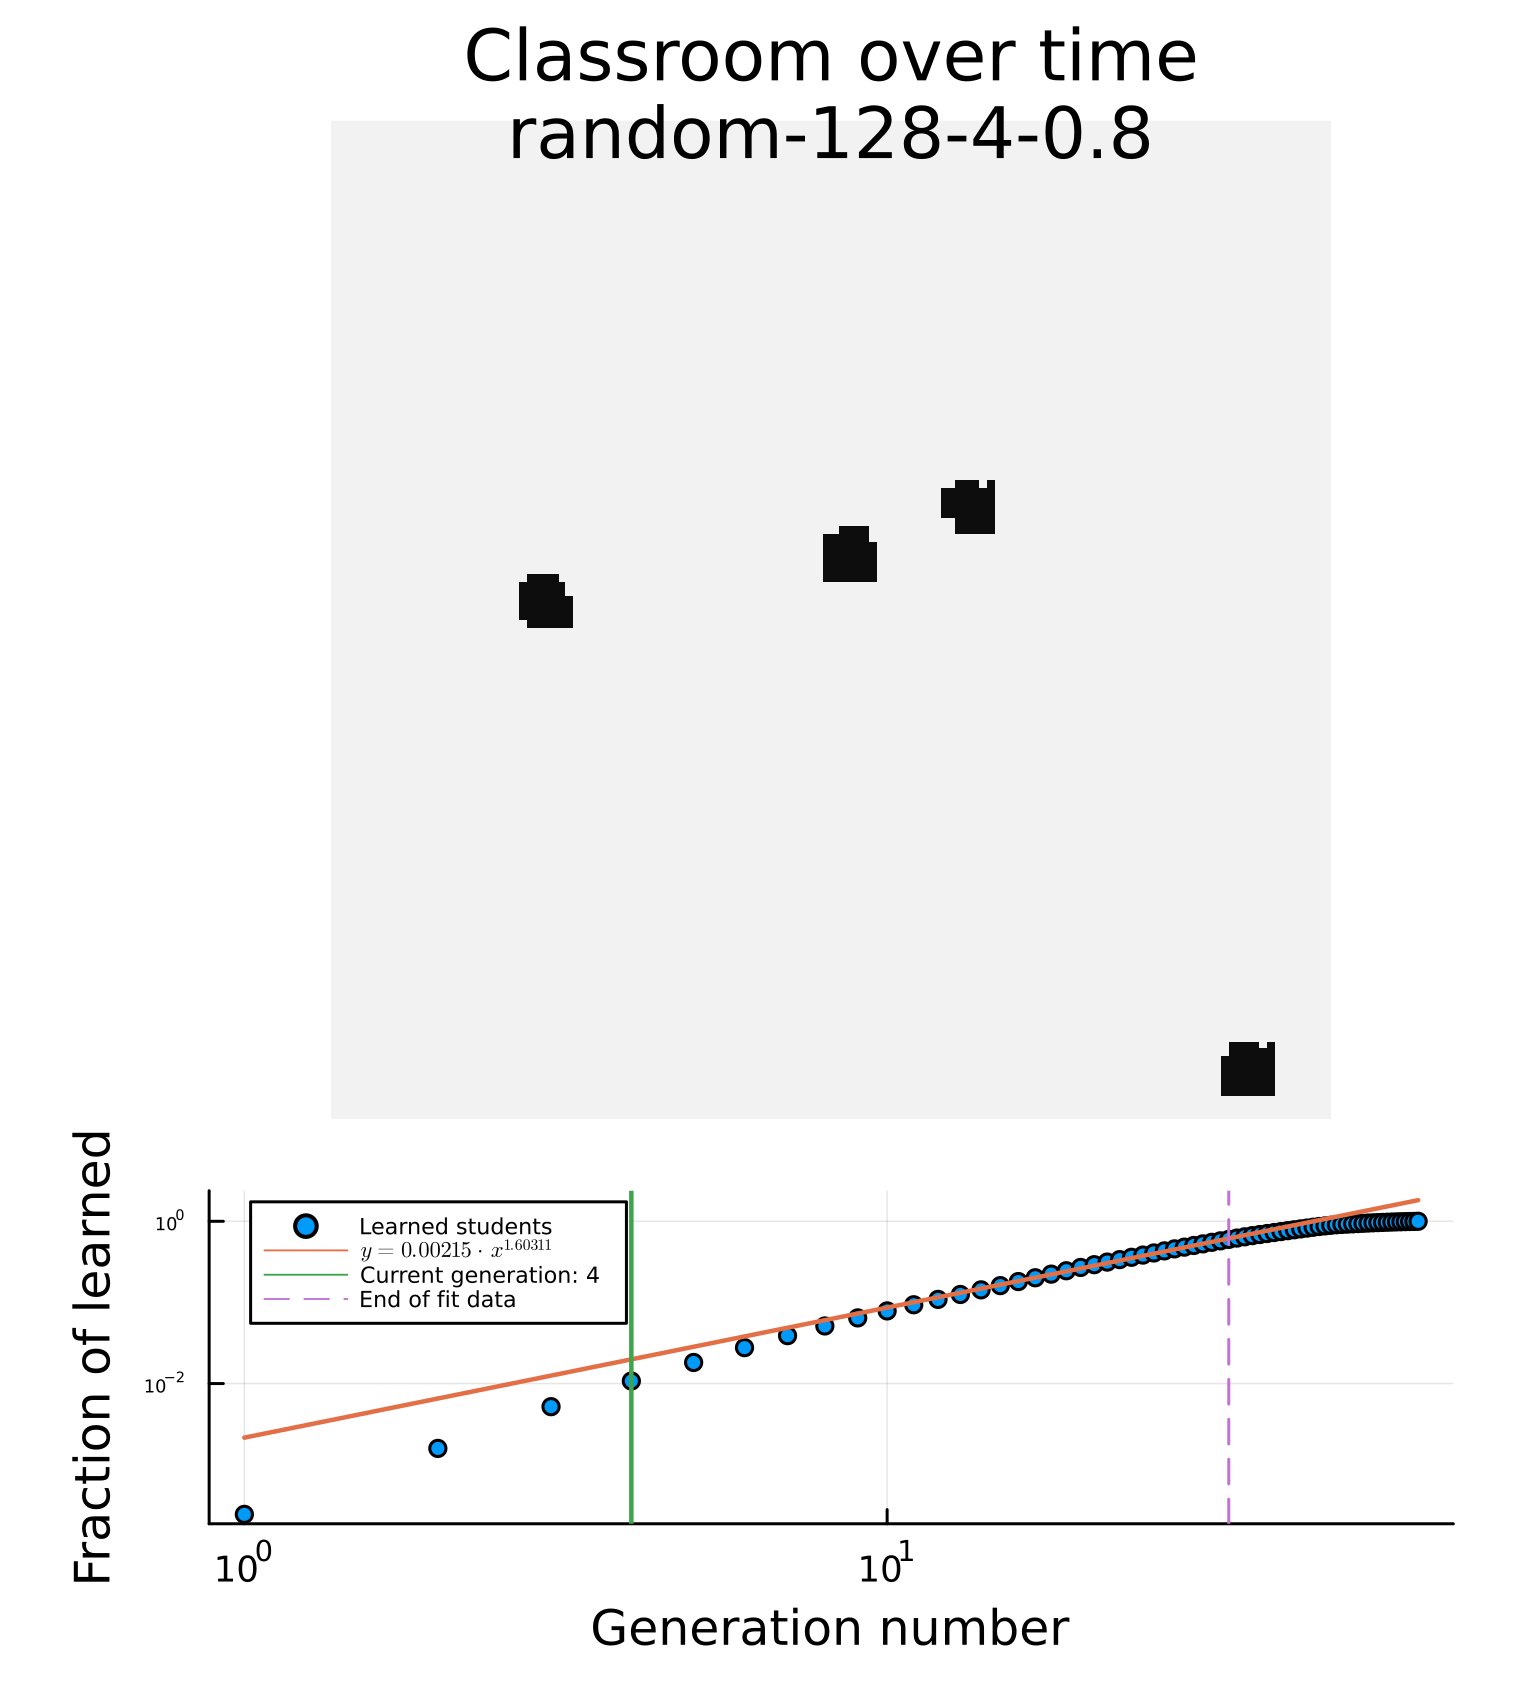 Classroom over time
random-128-4-0.8
Fraction of learned
10⁰
10⁻²
Learned students
y = 0.00215 · x^1.60311
Current generation: 4
End of fit data
10⁰
10¹
Generation number